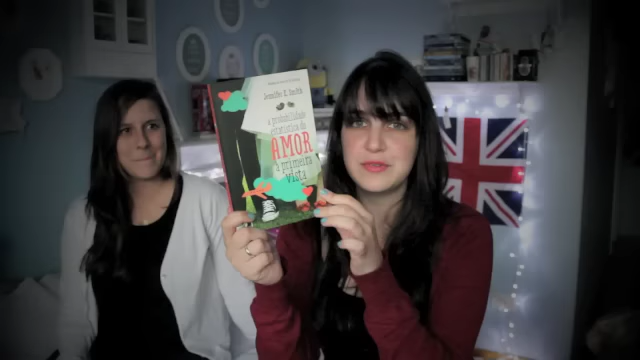 Jennifer E. Smith
a probabilidade
estatística do
AMOR
à primeira
vista